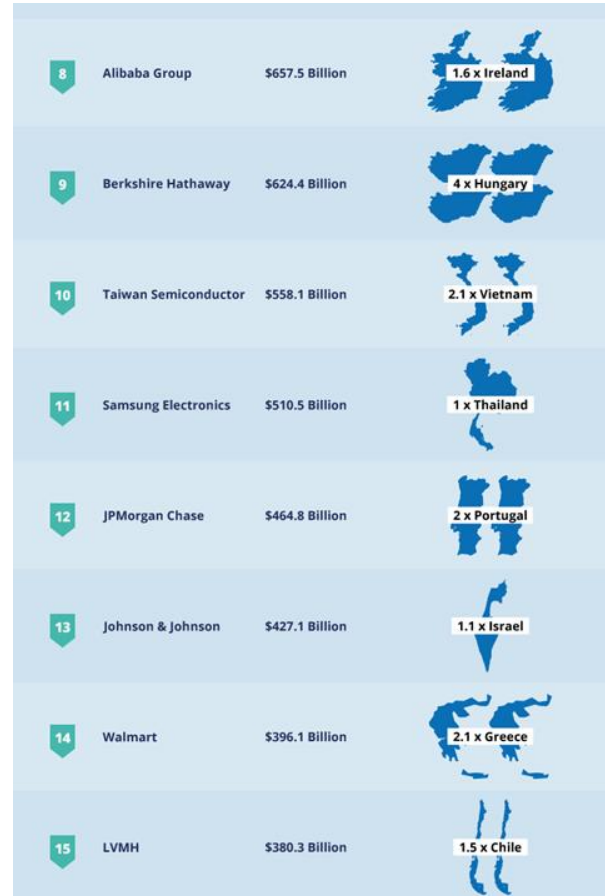 8 Alibaba Group $657.5 Billion 1.6 x Ireland
9 Berkshire Hathaway $624.4 Billion 4 x Hungary
10 Taiwan Semiconductor $558.1 Billion 2.1 x Vietnam
11 Samsung Electronics $510.5 Billion 1 x Thailand
12 JPMorgan Chase $464.8 Billion 2 x Portugal
13 Johnson & Johnson $427.1 Billion 1.1 x Israel
14 Walmart $396.1 Billion 2.1 x Greece
15 LVMH $380.3 Billion 1.5 x Chile